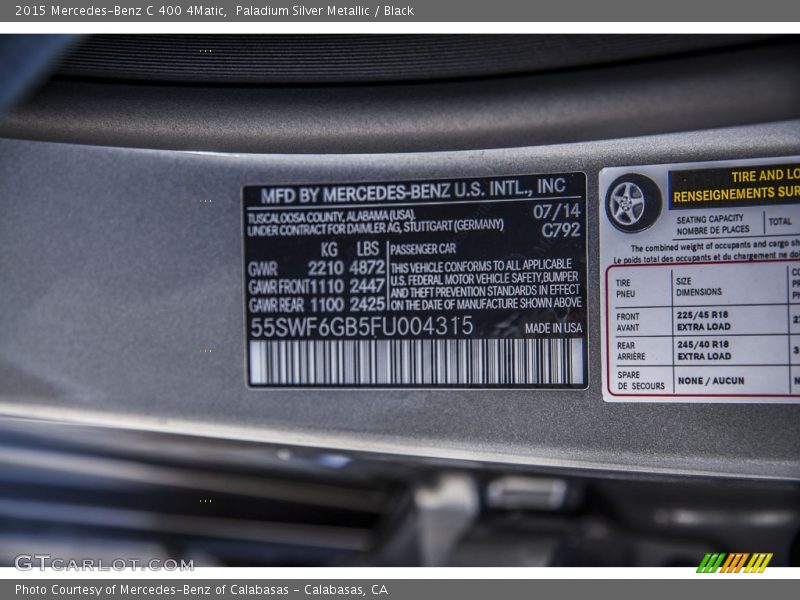 2015 Mercedes-Benz C 400 4Matic, Paladium Silver Metallic / Black
MFD BY MERCEDES-BENZ U.S. INTL., INC
TUSCALOOSA COUNTY, ALABAMA (USA).
UNDER CONTRACT FOR DAIMLER AG, STUTTGART (GERMANY)
07/14
C792
KG LBS
GVWR 2210 4872
GAWR FRONT 1110 2447
GAWR REAR 1100 2425
PASSENGER CAR
THIS VEHICLE CONFORMS TO ALL APPLICABLE
U.S. FEDERAL MOTOR VEHICLE SAFETY, BUMPER
AND THEFT PREVENTION STANDARDS IN EFFECT
ON THE DATE OF MANUFACTURE SHOWN ABOVE
55SWF6GB5FU004315
MADE IN USA
TIRE AND LO
RENSEIGNEMENTS SUR
SEATING CAPACITY
NOMBRE DE PLACES
TOTAL
The combined weight of occupants and cargo sh
Le poids total des occupants et du chargement ne do
TIRE
PNEU
SIZE
DIMENSIONS
FRONT
AVANT
225/45 R18
EXTRA LOAD
REAR
ARRIÈRE
245/40 R18
EXTRA LOAD
SPARE
DE SECOURS
NONE / AUCUN
GTCARLOT.COM
Photo Courtesy of Mercedes-Benz of Calabasas - Calabasas, CA